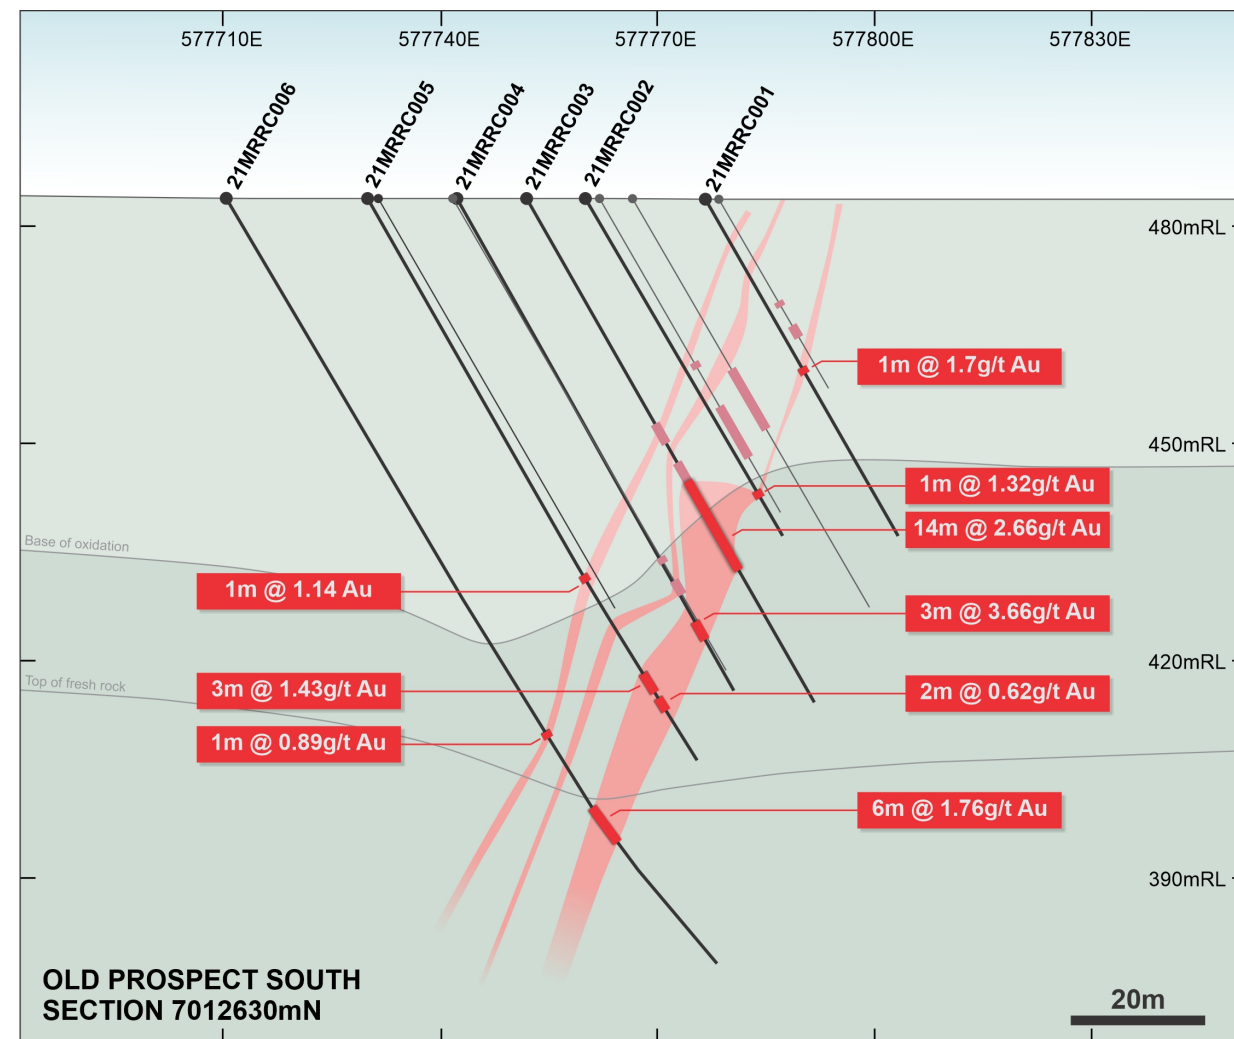 577710E 577740E 577770E 577800E 577830E
21MRRC006
21MRRC005
21MRRC004
21MRRC003
21MRRC002
21MRRC001
480mRL
1m @ 1.7g/t Au
450mRL
1m @ 1.32g/t Au
14m @ 2.66g/t Au
Base of oxidation
1m @ 1.14 Au
3m @ 3.66g/t Au
420mRL
Top of fresh rock
3m @ 1.43g/t Au
2m @ 0.62g/t Au
1m @ 0.89g/t Au
6m @ 1.76g/t Au
390mRL
OLD PROSPECT SOUTH
SECTION 7012630mN
20m